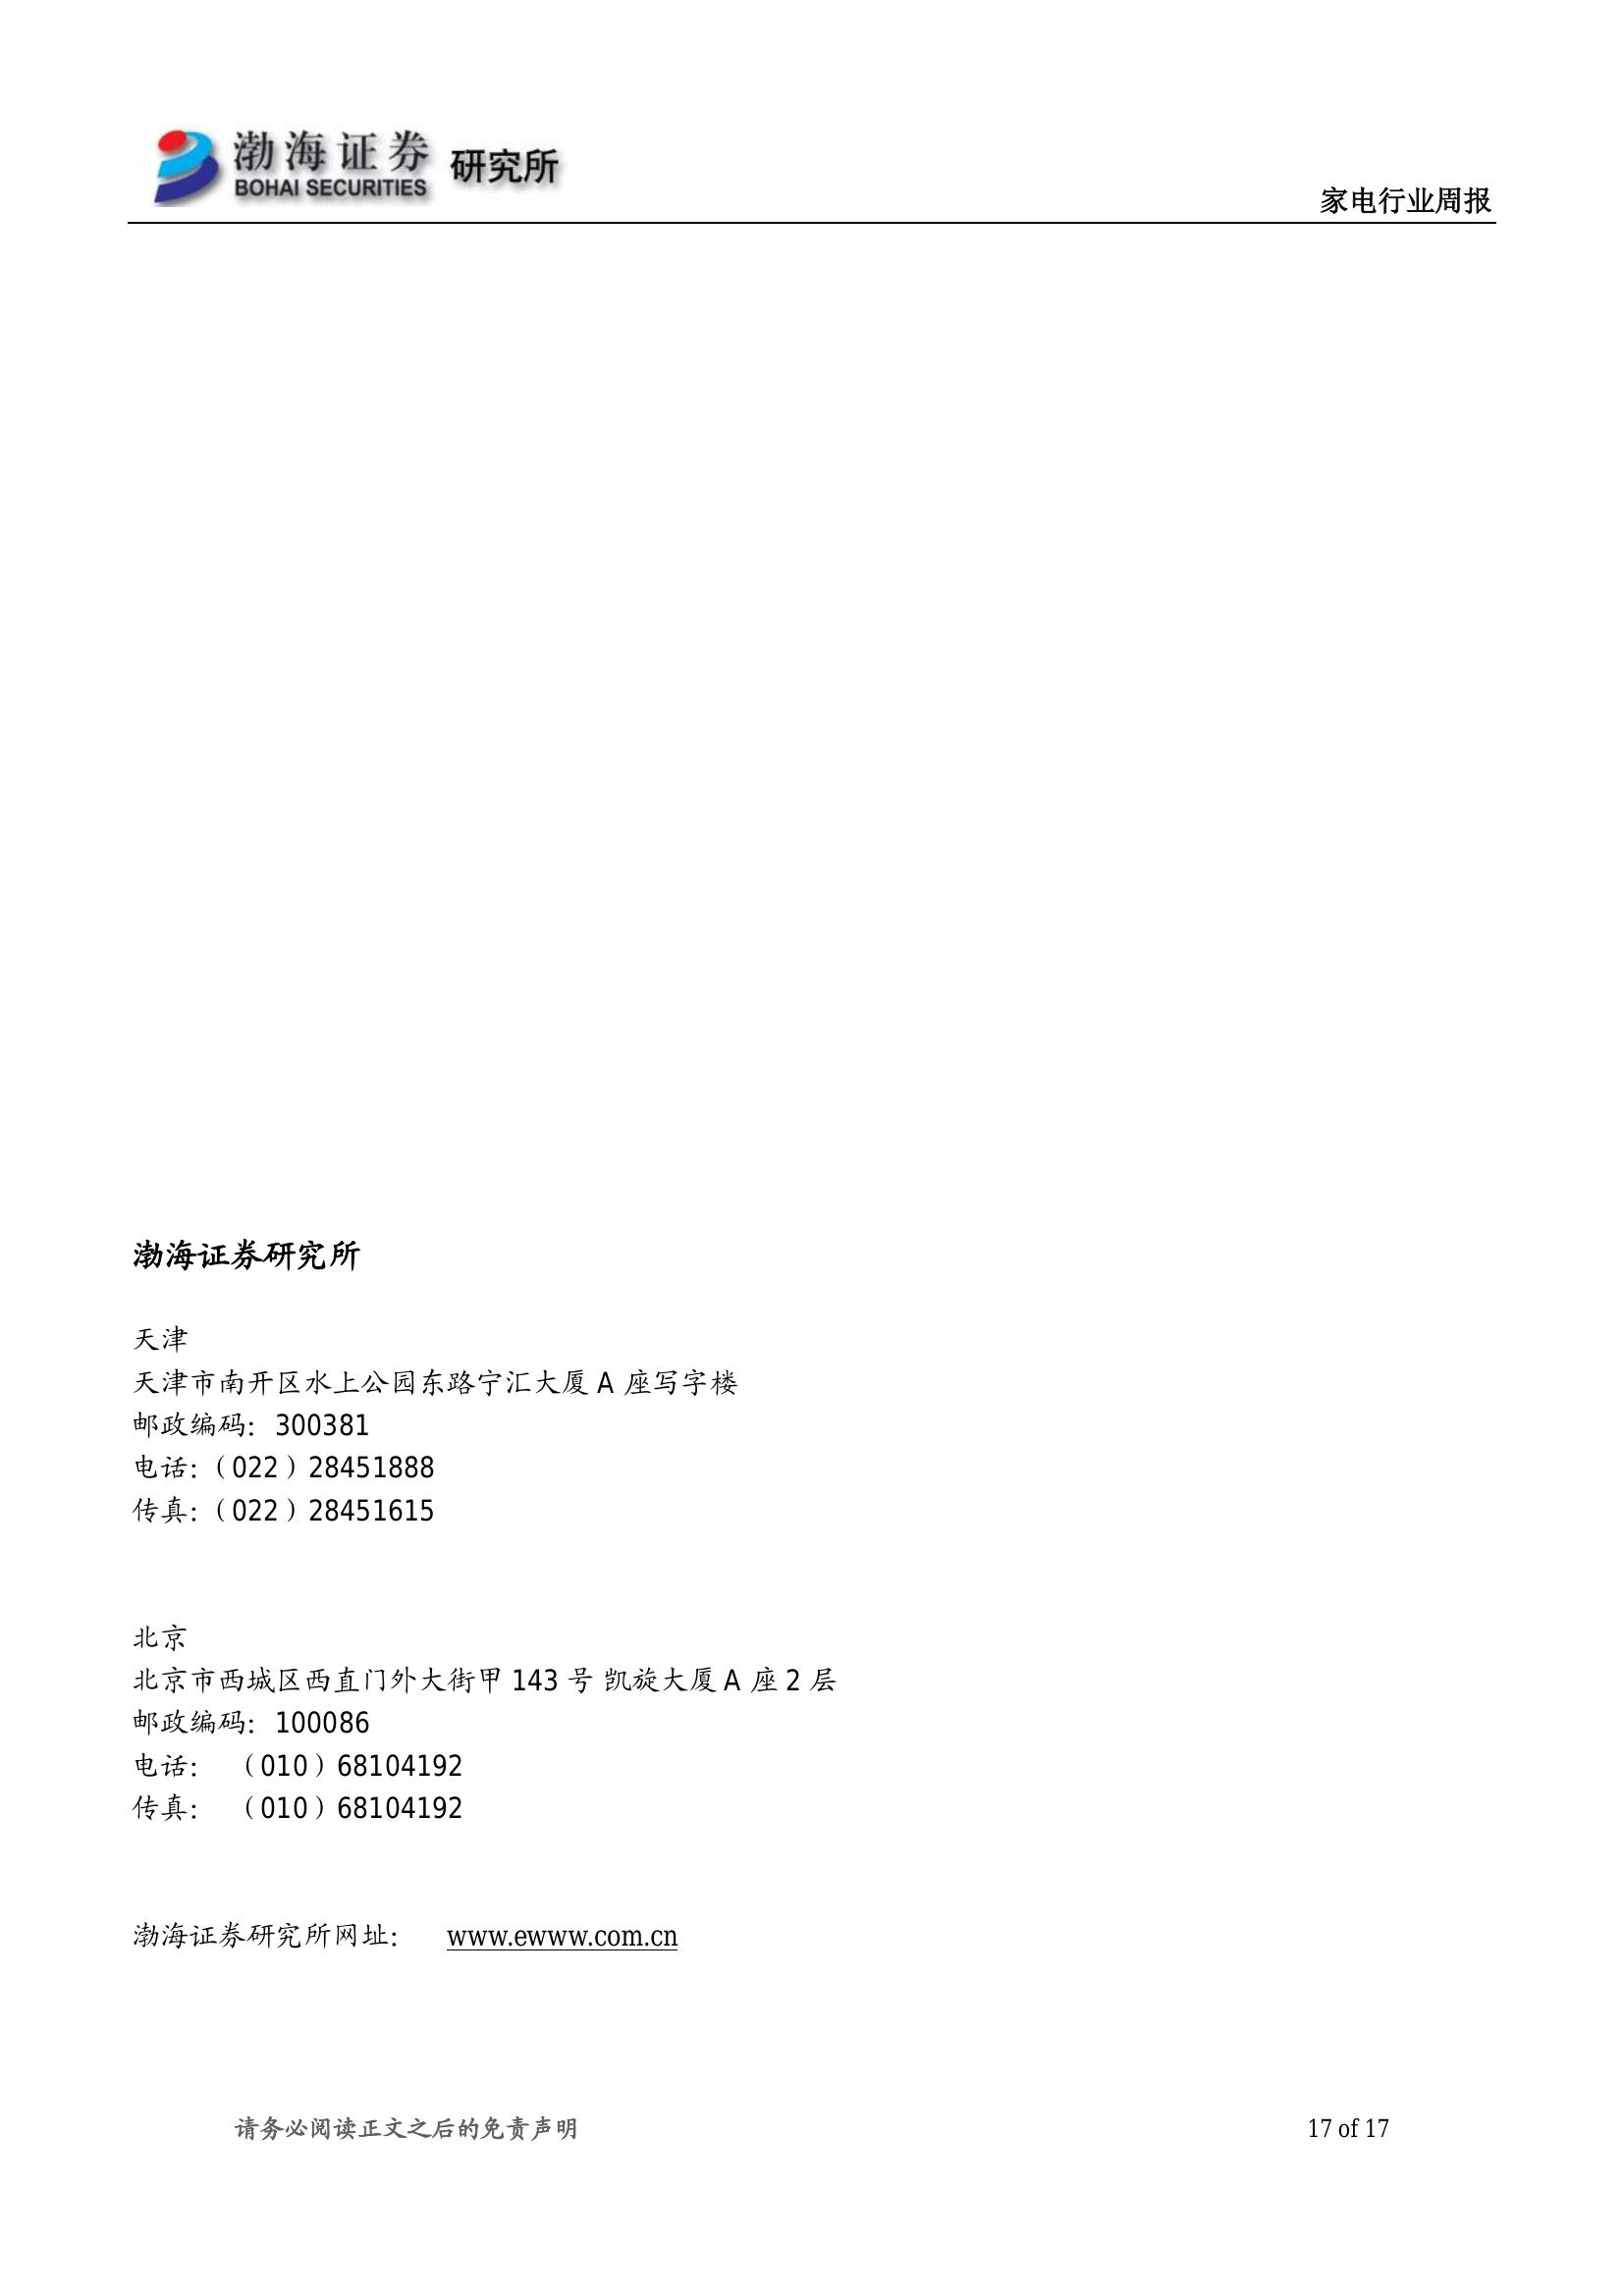 渤海证券 研究所
BOHAI SECURITIES
家电行业周报
渤海证券研究所
天津
天津市南开区水上公园东路宁汇大厦 A 座写字楼
邮政编码：300381
电话：（022）28451888
传真：（022）28451615
北京
北京市西城区西直门外大街甲 143 号 凯旋大厦 A 座 2 层
邮政编码：100086
电话： （010）68104192
传真： （010）68104192
渤海证券研究所网址： www.ewww.com.cn
请务必阅读正文之后的免责声明 17 of 17